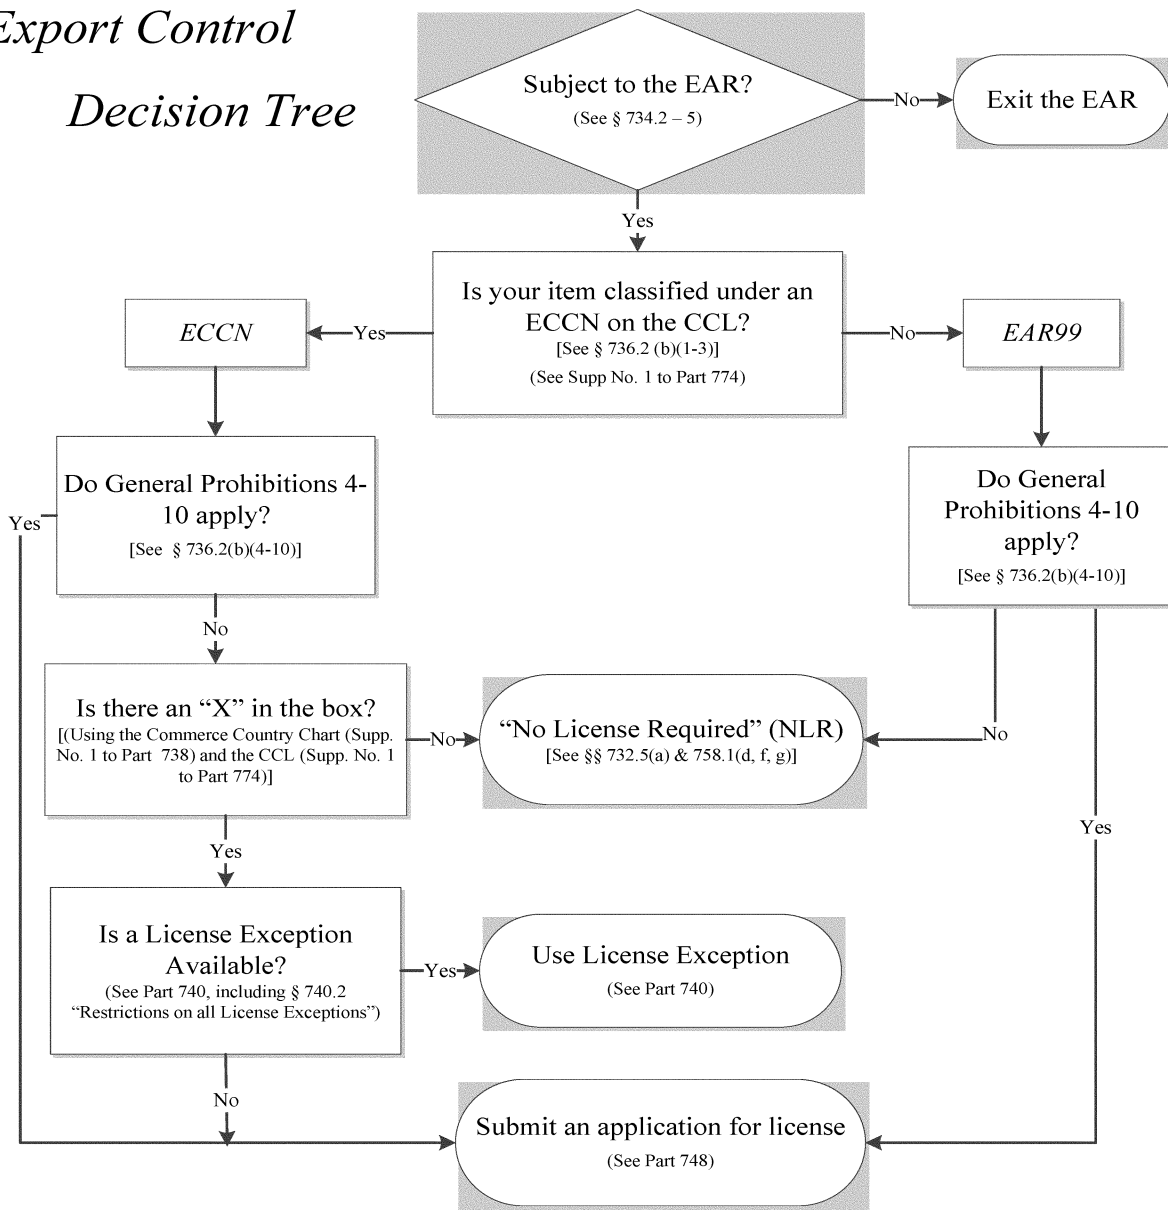 Export Control
Decision Tree
Subject to the EAR?
(See § 734.2 – 5)
No
Exit the EAR
Yes
Is your item classified under an
ECCN on the CCL?
[See § 736.2 (b)(1-3)]
(See Supp No. 1 to Part 774)
Yes
ECCN
No
EAR99
Do General Prohibitions 4-
10 apply?
[See § 736.2(b)(4-10)]
Yes
Do General
Prohibitions 4-10
apply?
[See § 736.2(b)(4-10)]
No
Is there an “X” in the box?
[(Using the Commerce Country Chart (Supp.
No. 1 to Part 738) and the CCL (Supp. No. 1
to Part 774)]
No
“No License Required” (NLR)
[See §§ 732.5(a) & 758.1(d, f, g)]
No
Yes
Yes
Is a License Exception
Available?
(See Part 740, including § 740.2
“Restrictions on all License Exceptions”)
Yes
Use License Exception
(See Part 740)
No
Submit an application for license
(See Part 748)